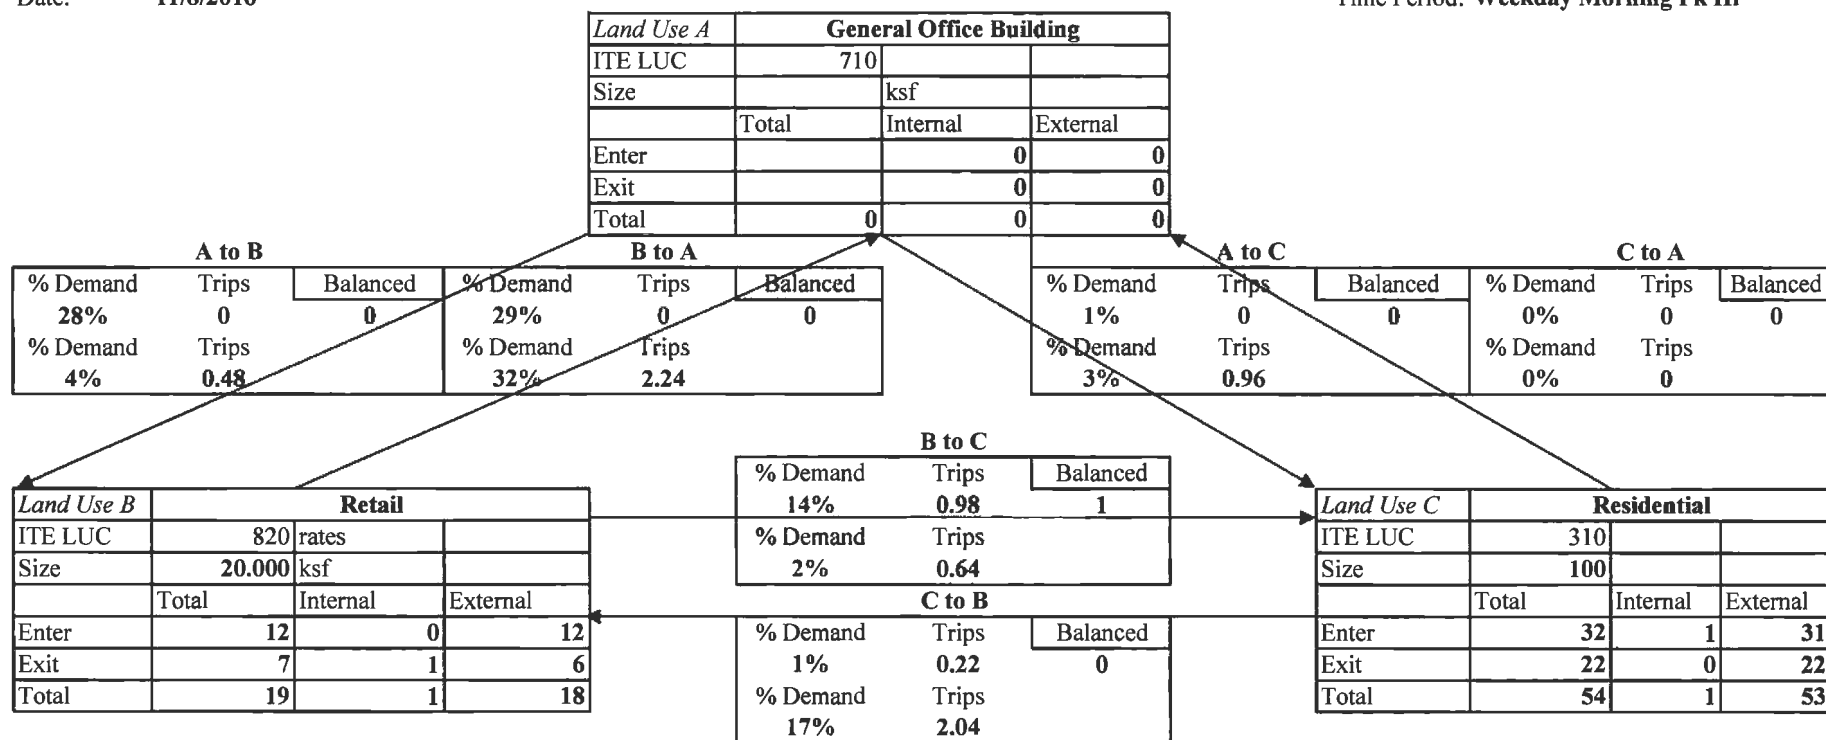 Date: 11/8/2016
Time Period: Weekday Morning Pk Hr
Land Use A General Office Building
ITE LUC 710
Size ksf
Total Internal External
Enter 0 0
Exit 0 0
Total 0 0 0
A to B B to A A to C C to A
% Demand Trips Balanced % Demand Trips Balanced % Demand Trips Balanced % Demand Trips Balanced
28% 0 0 29% 0 0 1% 0 0 0% 0 0
% Demand Trips % Demand Trips % Demand Trips % Demand Trips
4% 0.48 32% 2.24 3% 0.96 0% 0
B to C
% Demand Trips Balanced
14% 0.98 1
% Demand Trips
2% 0.64
C to B
% Demand Trips Balanced
1% 0.22 0
% Demand Trips
17% 2.04
Land Use B Retail
ITE LUC 820 rates
Size 20.000 ksf
Total Internal External
Enter 12 0 12
Exit 7 1 6
Total 19 1 18
Land Use C Residential
ITE LUC 310
Size 100
Total Internal External
Enter 32 1 31
Exit 22 0 22
Total 54 1 53